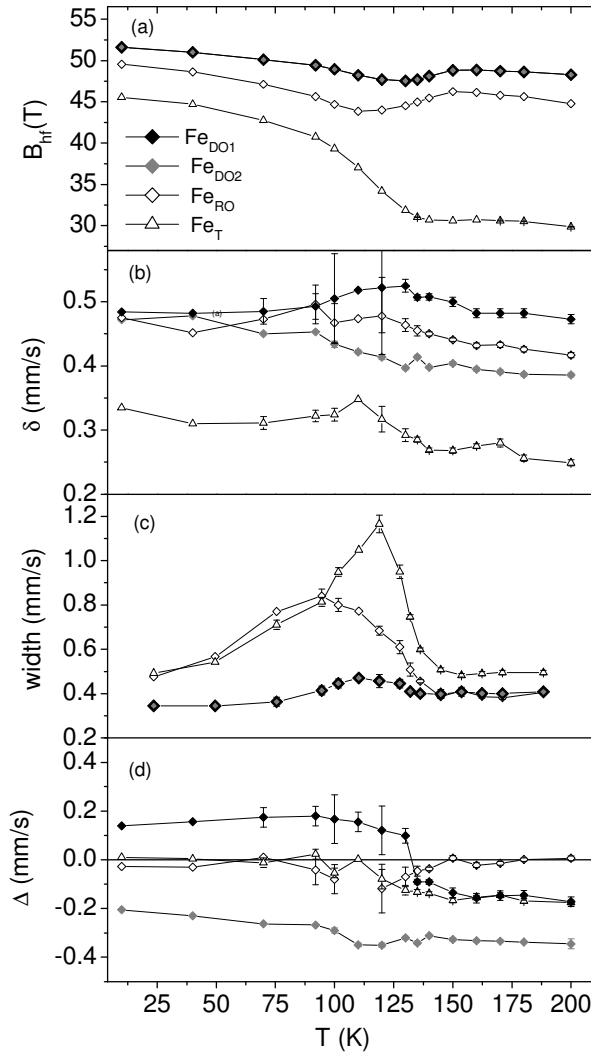 (a)
55
50
45
40
35
30
B_hf(T)
Fe_DO1
Fe_DO2
Fe_RO
Fe_T
(b)
0.5
0.4
0.3
0.2
δ (mm/s)
(a)
(c)
1.2
1.0
0.8
0.6
0.4
0.2
width (mm/s)
(d)
0.4
0.2
0.0
-0.2
-0.4
Δ (mm/s)
25 50 75 100 125 150 175 200
T (K)